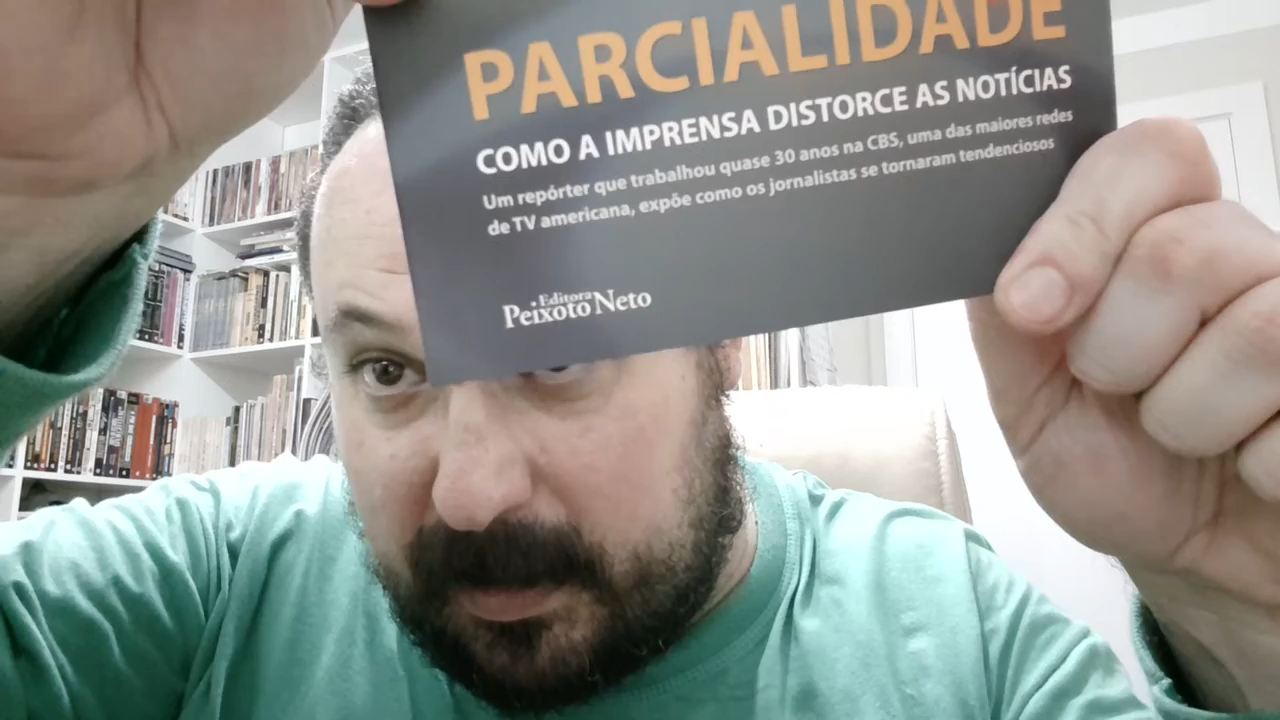 PARCIALIDADE
COMO A IMPRENSA DISTORCE AS NOTÍCIAS
Um repórter que trabalhou quase 30 anos na CBS, uma das maiores redes
de TV americana, expõe como os jornalistas se tornaram tendenciosos
Editora
Peixoto Neto